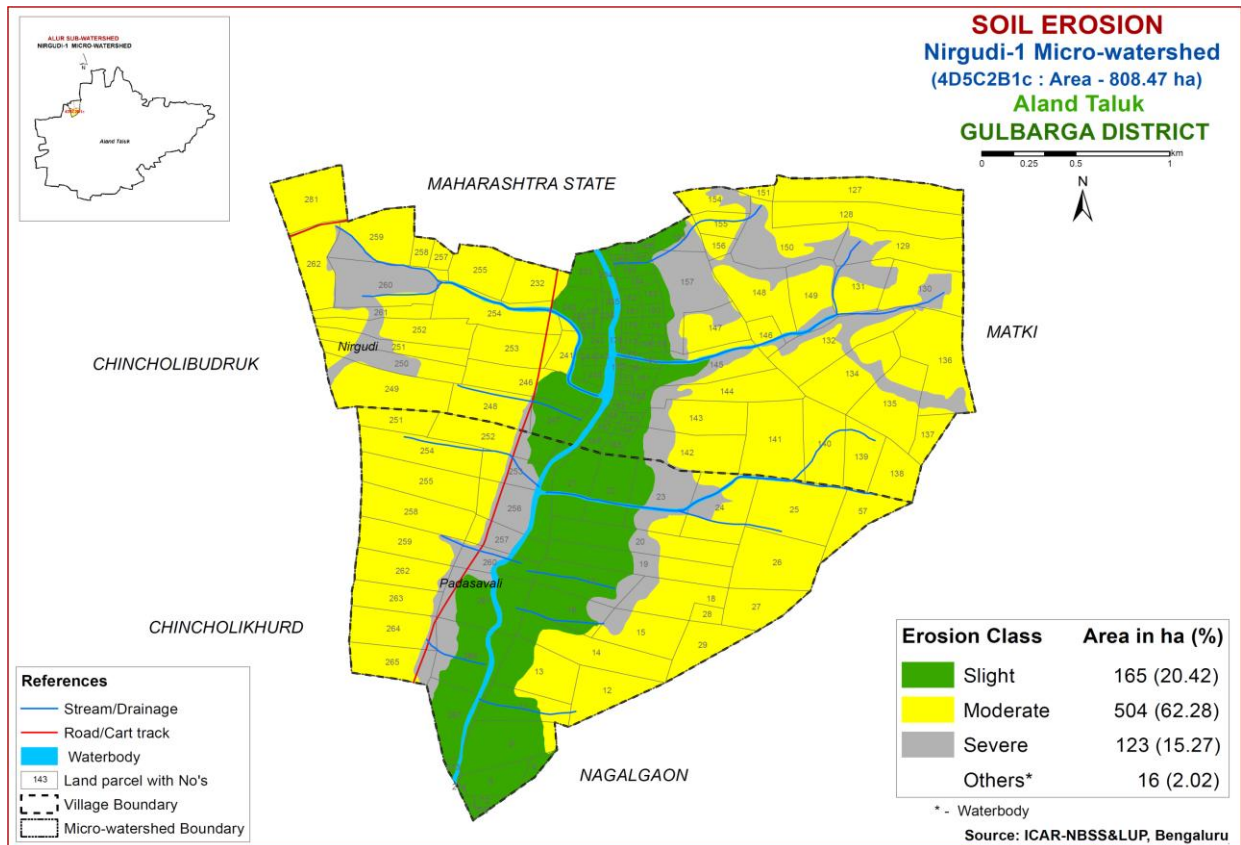 ALUR SUB-WATERSHED
NIRGUDI-1 MICRO-WATERSHED
N
Aland Taluk
SOIL EROSION
Nirgudi-1 Micro-watershed
(4D5C2B1c : Area - 808.47 ha)
Aland Taluk
GULBARGA DISTRICT
km
0 0.25 0.5 1
N
MAHARASHTRA STATE
281
154 151 127
259 155 128
262 258 257 255 232 156 150 129
260 157 148 149 131 130
261 254
252 147 146 132
MATKI
Nirgudi 251 253 241
CHINCHOLIBUDRUK
250 145 136
249 246 144 134
248 143 135
251 252 142 141 140 137
254 139 138
255 23 24 25 57
258 256
259 257 20
262 260 19 26
Padasavali
263 18 27
CHINCHOLIKHURD
264 15 28 29
265 14
13 12
NAGALGAON
References
Stream/Drainage
Road/Cart track
Waterbody
143 Land parcel with No's
Village Boundary
Micro-watershed Boundary
Erosion Class Area in ha (%)
Slight 165 (20.42)
Moderate 504 (62.28)
Severe 123 (15.27)
Others* 16 (2.02)
* - Waterbody
Source: ICAR-NBSS&LUP, Bengaluru